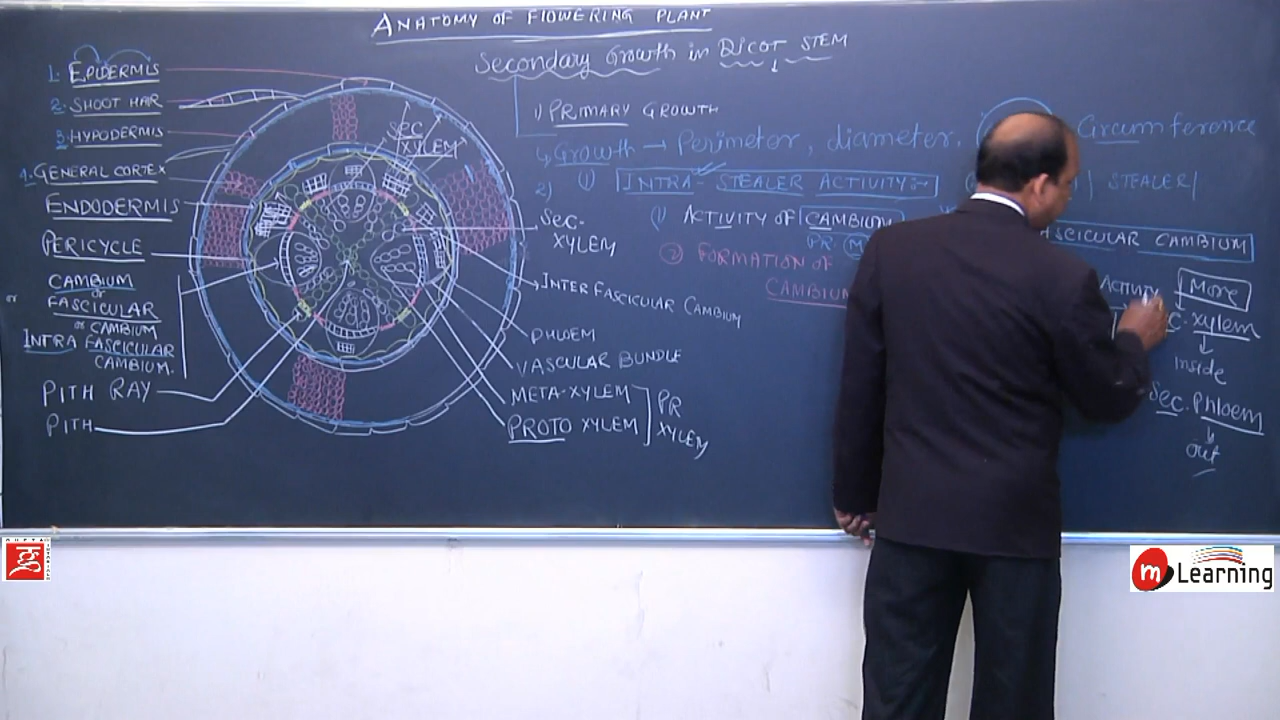 ANATOMY OF FLOWERING PLANT
Secondary Growth in DICOT STEM
1. EPIDERMIS
2. SHOOT HAIR
3. HYPODERMIS
4. GENERAL CORTEX
ENDODERMIS
PERICYCLE
CAMBIUM
or
FASCICULAR
or CAMBIUM
INTRA FASCICULAR
CAMBIUM.
PITH RAY
PITH
or
SEC
XYLEM
SEC.
XYLEM
INTER FASCICULAR CAMBIUM
PHLOEM
VASCULAR BUNDLE
META-XYLEM
PROTO XYLEM
PR
XYLEM
1) PRIMARY GROWTH
Growth → Perimeter, diameter. Circumference
2) (1) INTRA-STEALER ACTIVITY:- STEALER
(1) ACTIVITY OF CAMBIUM
PR. M
② FORMATION OF
CAMBIUM
CAMBIUM
ACTIVITY More
xylem
Inside
Sec. Phloem
out
m Learning